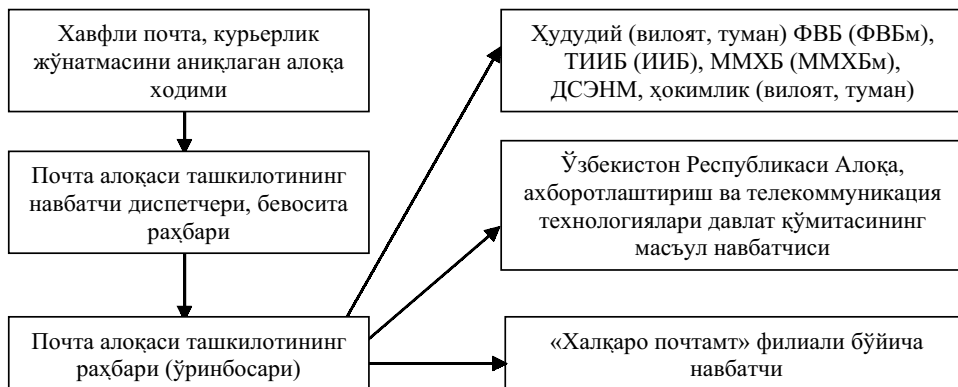 Хавфли почта, курьерлик
жўнатмасини аниқлаган алоқа
ходими
Почта алоқаси ташкилотининг
навбатчи диспетчери, бевосита
раҳбари
Почта алоқаси ташкилотининг
раҳбари (ўринбосари)
Ҳудудий (вилоят, туман) ФВБ (ФВБм),
ТИИБ (ИИБ), ММХБ (ММХБм),
ДСЭНМ, ҳокимлик (вилоят, туман)
Ўзбекистон Республикаси Алоқа,
ахборотлаштириш ва телекоммуникация
технологиялари давлат қўмитасининг
масъул навбатчиси
«Халқаро почтамт» филиали бўйича
навбатчи